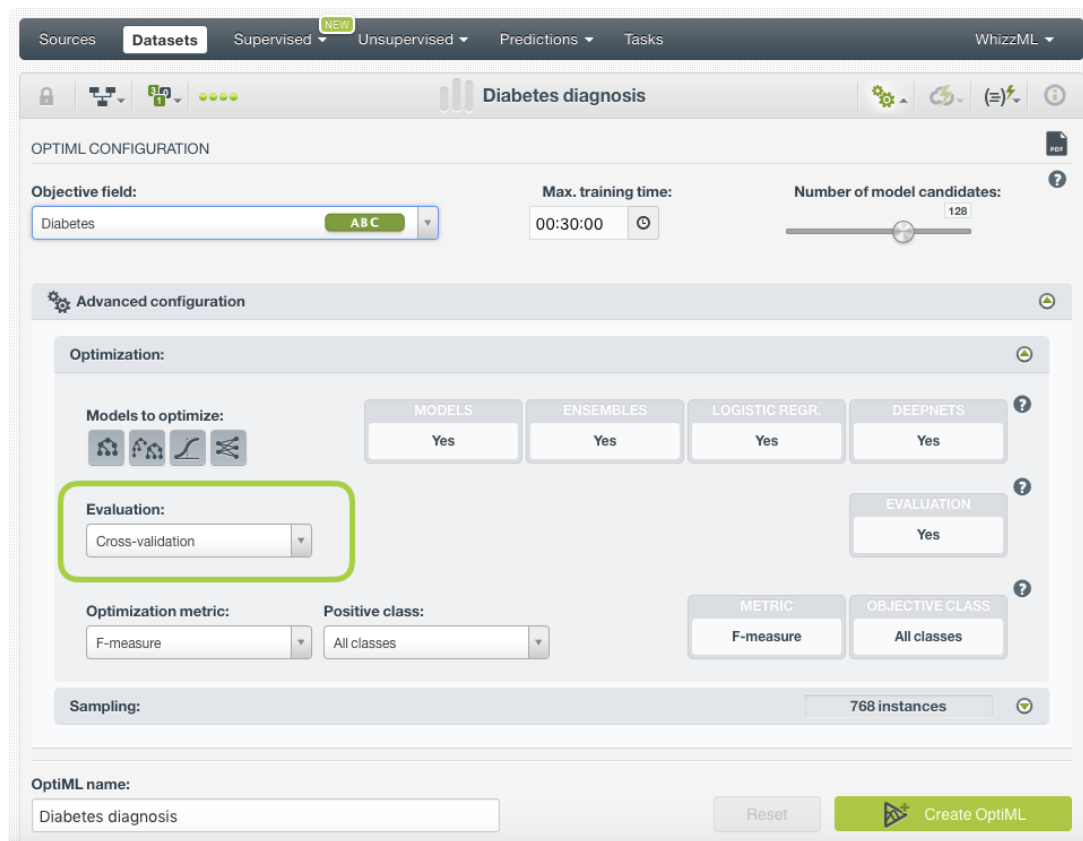 NEW
Sources Datasets Supervised Unsupervised Predictions Tasks WhizzML
Diabetes diagnosis
OPTIML CONFIGURATION
PDF
Objective field: Max. training time: Number of model candidates:
128
Diabetes ABC 00:30:00
Advanced configuration
Optimization:
Models to optimize: MODELS ENSEMBLES LOGISTIC REGR. DEEPNETS
Yes Yes Yes Yes
Evaluation: EVALUATION
Cross-validation Yes
Optimization metric: Positive class: METRIC OBJECTIVE CLASS
F-measure All classes F-measure All classes
Sampling: 768 instances
OptiML name:
Diabetes diagnosis Reset Create OptiML